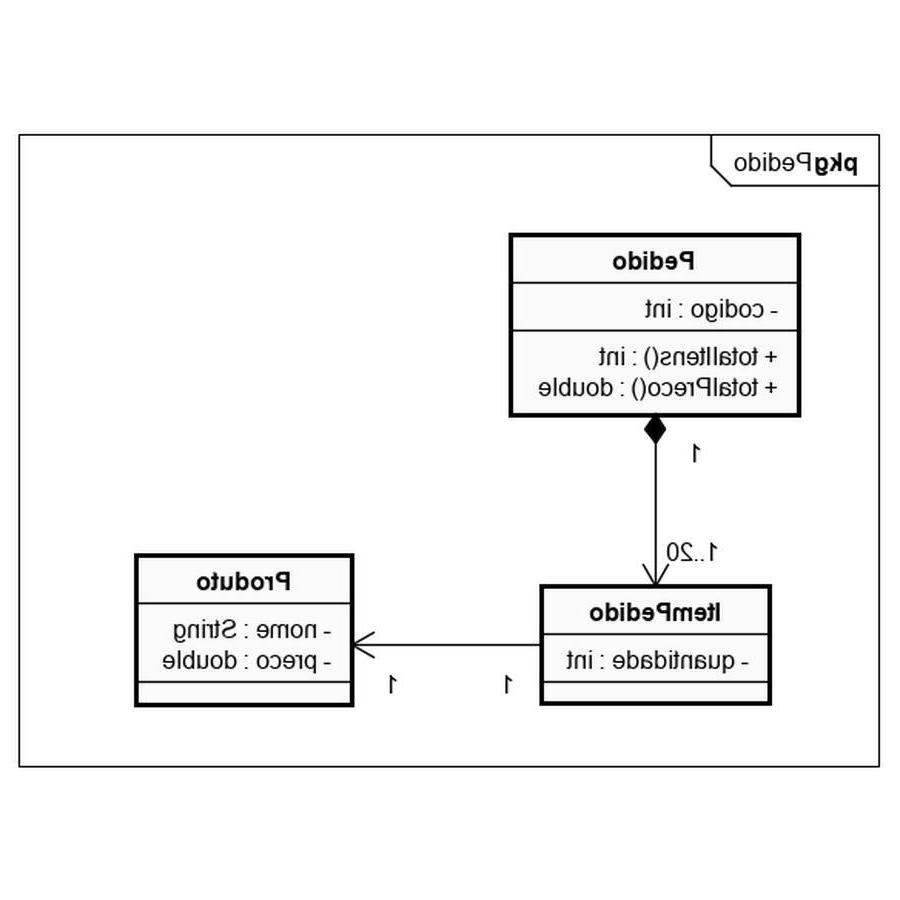 pkg Pedido
Pedido
- codigo : int
+ totalItens() : int
+ totalPreco() : double
1
1..20
ItemPedido
- quantidade : int
1
1
Produto
- nome : String
- preco : double